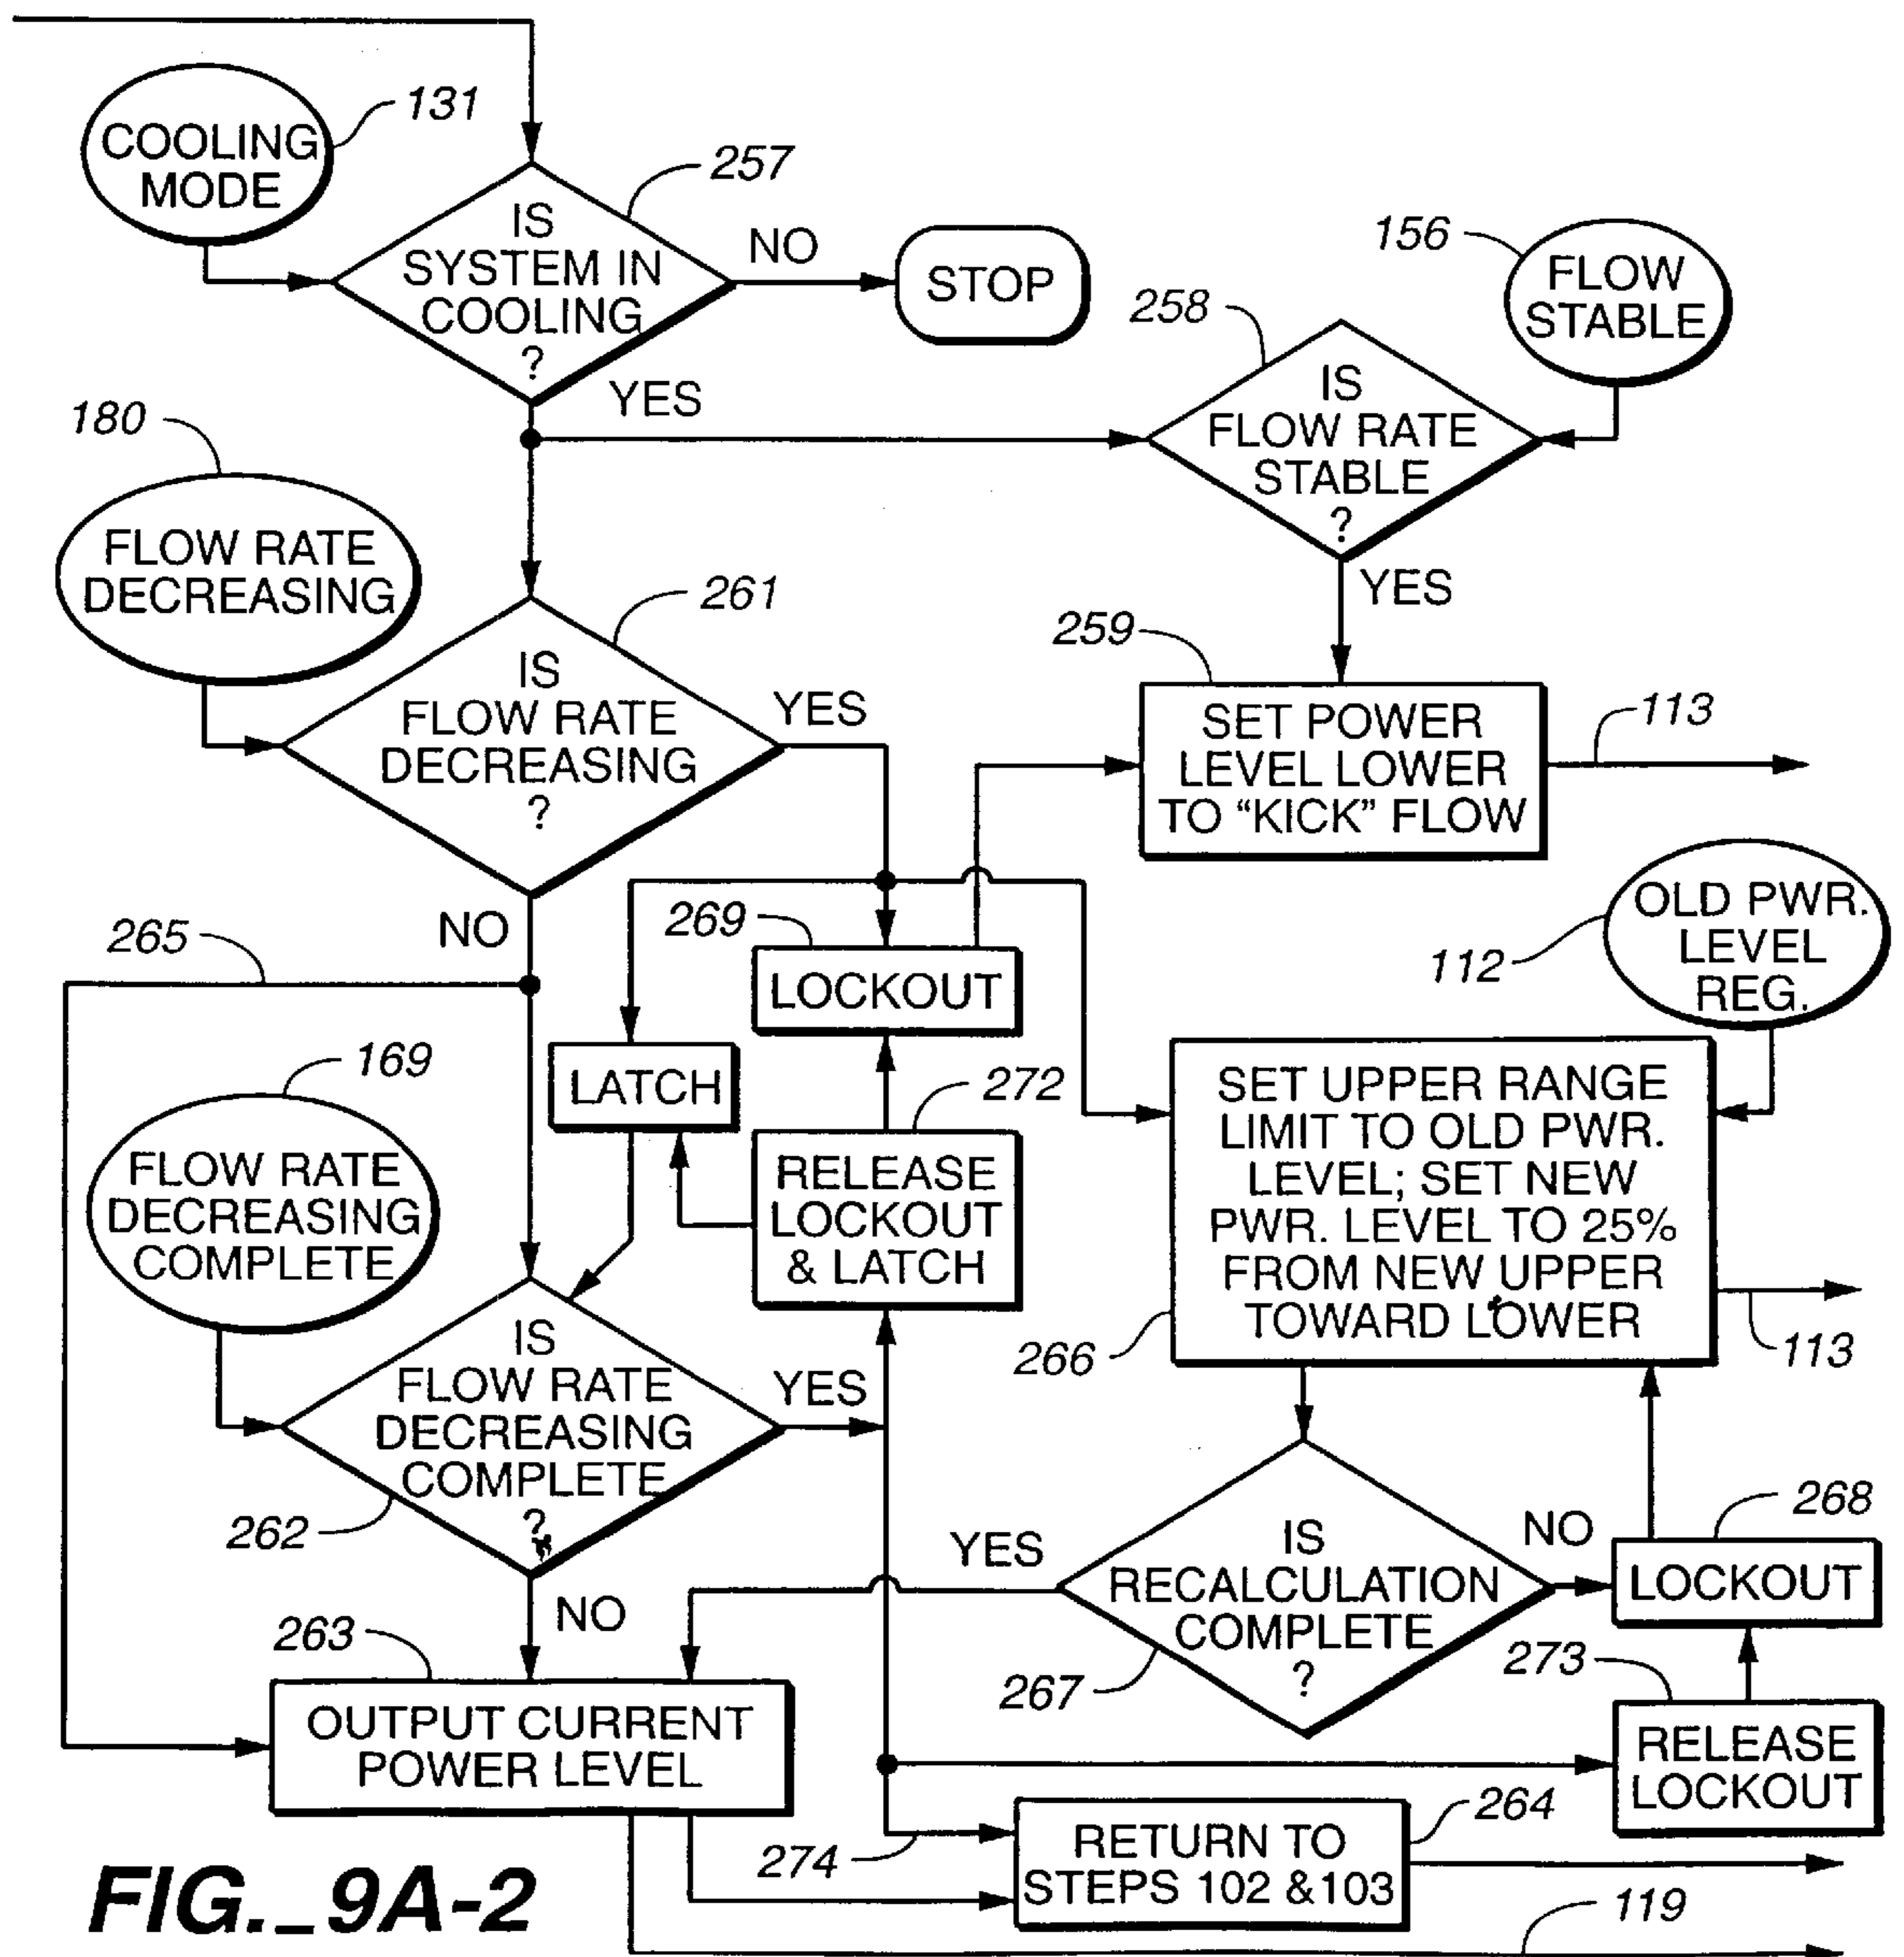 COOLING
MODE
131
IS
SYSTEM IN
COOLING
?
257
NO
STOP
YES
156
FLOW
STABLE
258
IS
FLOW RATE
STABLE
?
YES
180
FLOW RATE
DECREASING
261
IS
FLOW RATE
DECREASING
?
YES
NO
259
SET POWER
LEVEL LOWER
TO “KICK” FLOW
113
OLD PWR.
LEVEL
REG.
112
265
269
LOCKOUT
LATCH
272
RELEASE
LOCKOUT
& LATCH
169
FLOW RATE
DECREASING
COMPLETE
SET UPPER RANGE
LIMIT TO OLD PWR.
LEVEL; SET NEW
PWR. LEVEL TO 25%
FROM NEW UPPER
TOWARD LOWER
266
113
IS
FLOW RATE
DECREASING
COMPLETE
?
YES
262
NO
YES
IS
RECALCULATION
COMPLETE
?
267
NO
268
LOCKOUT
273
RELEASE
LOCKOUT
263
OUTPUT CURRENT
POWER LEVEL
274
RETURN TO
STEPS 102 &103
264
119
FIG._9A-2